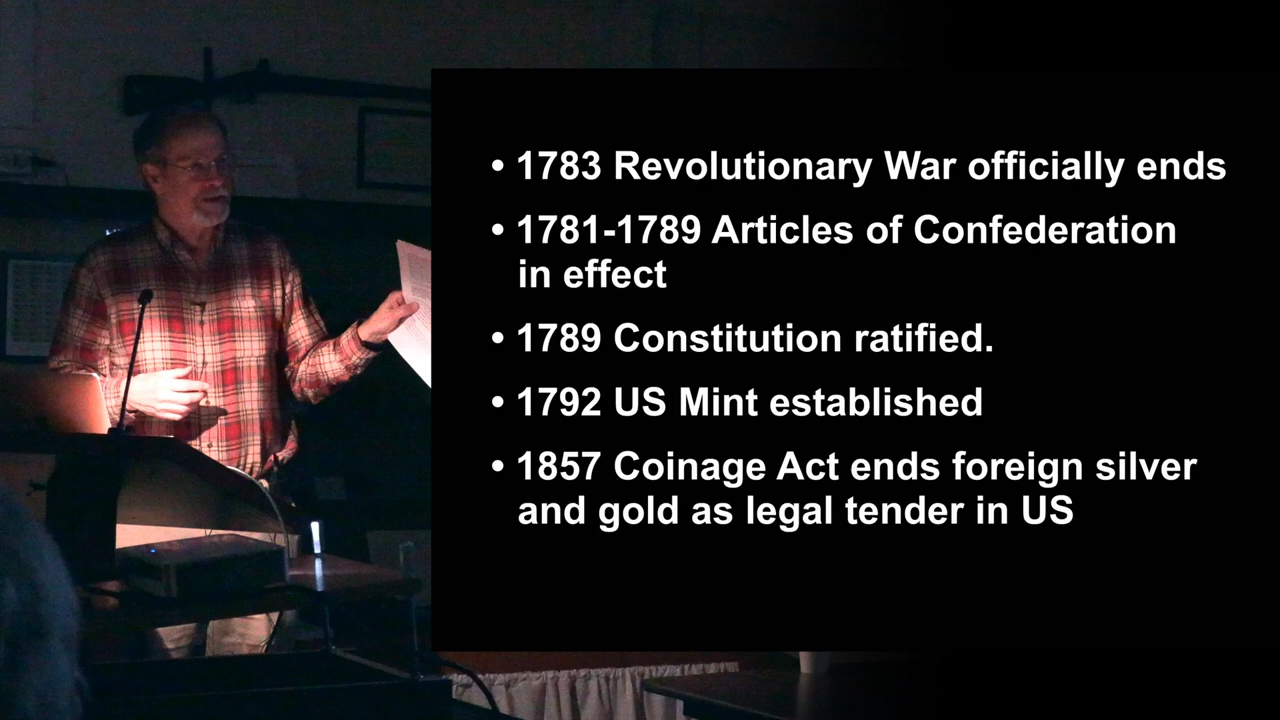 • 1783 Revolutionary War officially ends
• 1781-1789 Articles of Confederation
in effect
• 1789 Constitution ratified.
• 1792 US Mint established
• 1857 Coinage Act ends foreign silver
and gold as legal tender in US